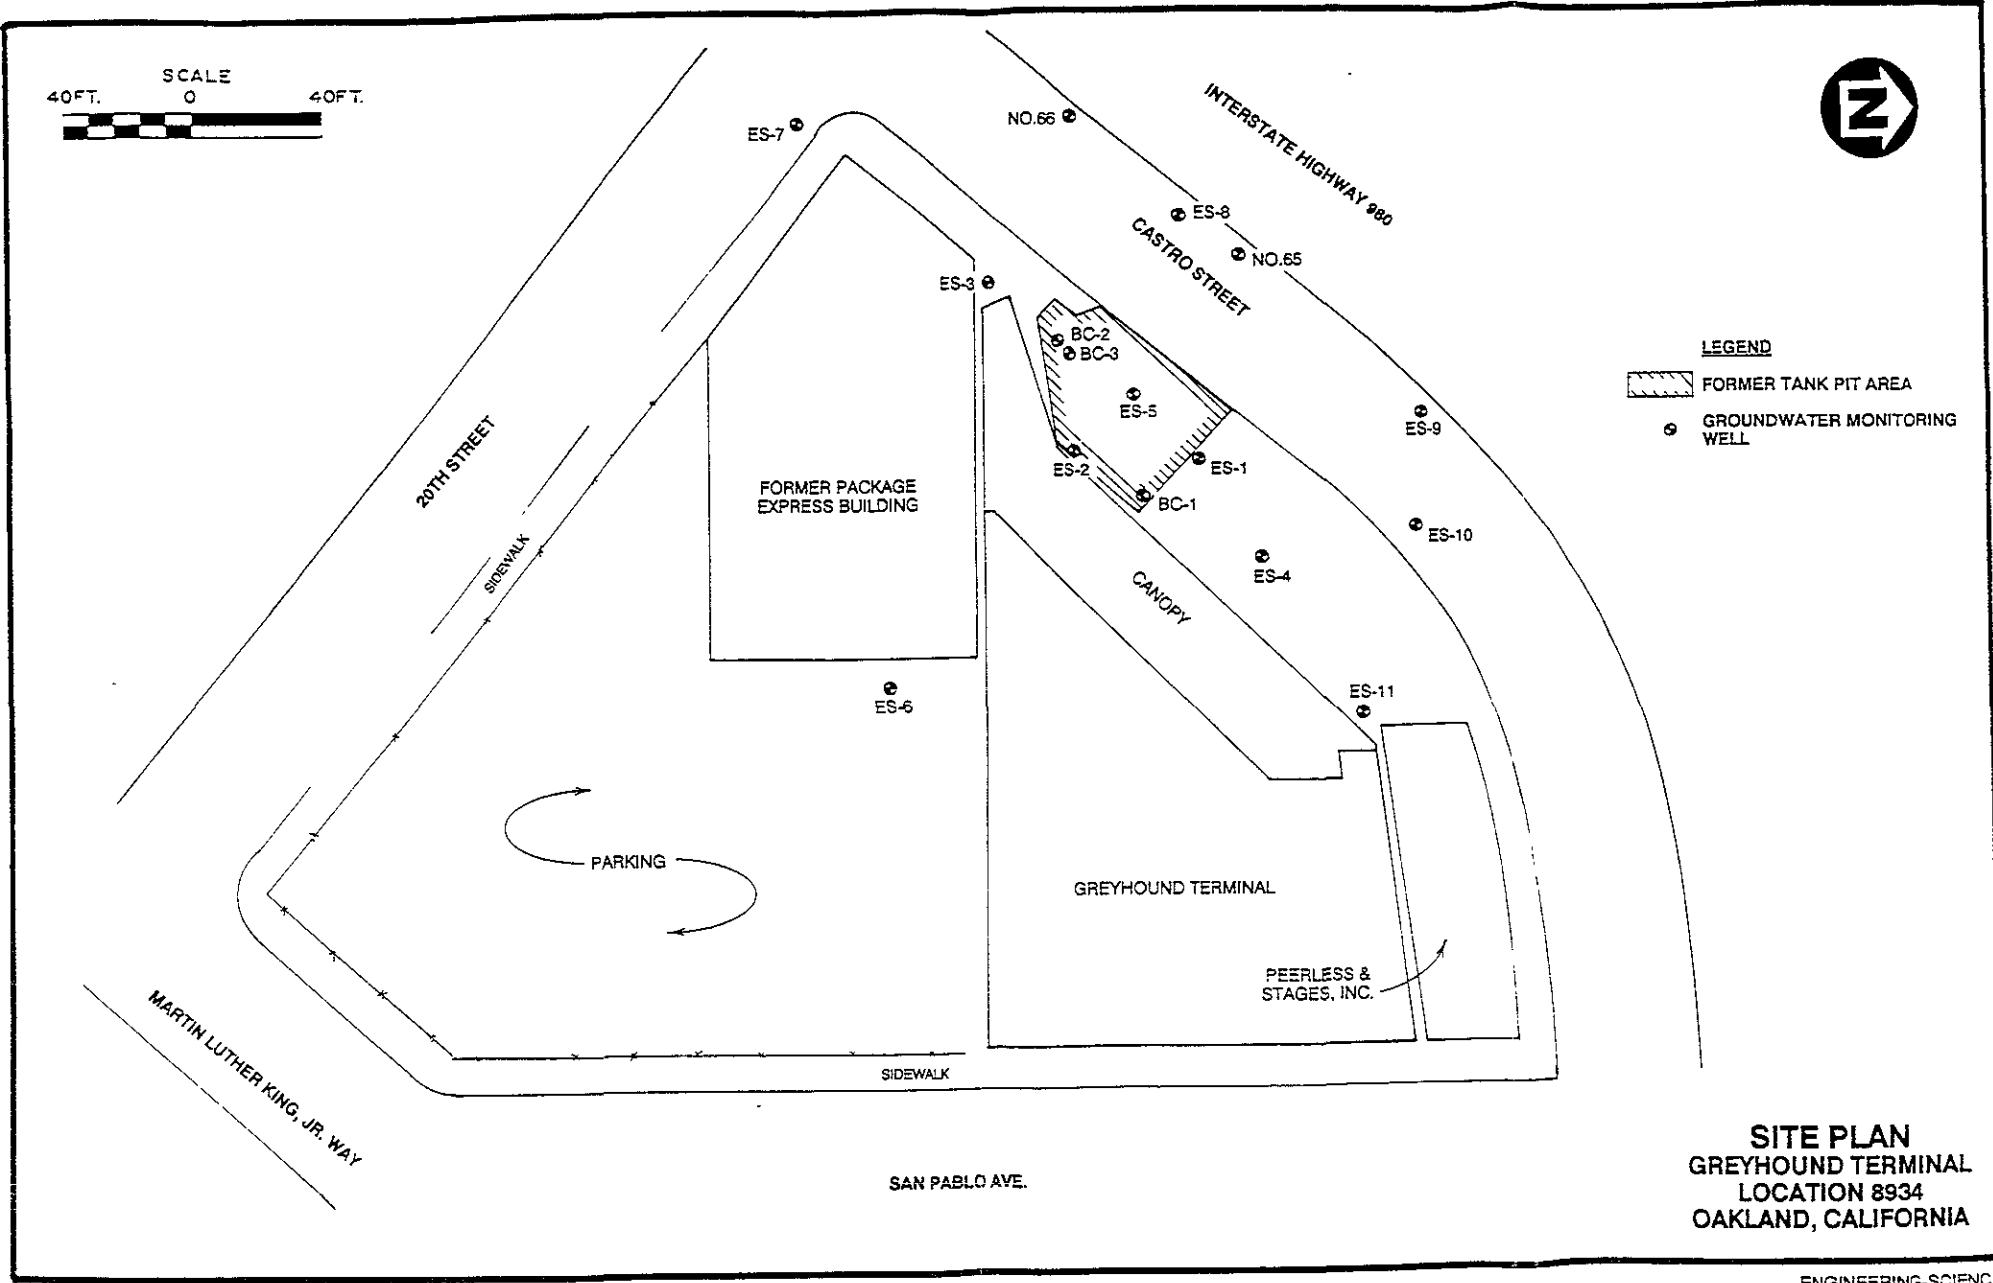 SCALE
40FT. 0 40FT.
N
ES-7
NO.66
INTERSTATE HIGHWAY 980
ES-8
CASTRO STREET
NO.65
ES-3
BC-2
BC-3
ES-5
ES-9
LEGEND
FORMER TANK PIT AREA
GROUNDWATER MONITORING
WELL
20TH STREET
ES-2
ES-1
BC-1
FORMER PACKAGE
EXPRESS BUILDING
ES-10
SIDEWALK
ES-4
CANOPY
ES-6
ES-11
PARKING
GREYHOUND TERMINAL
PEERLESS &
STAGES, INC.
MARTIN LUTHER KING, JR. WAY
SIDEWALK
SAN PABLO AVE.
SITE PLAN
GREYHOUND TERMINAL
LOCATION 8934
OAKLAND, CALIFORNIA
ENGINEERING-SCIENC